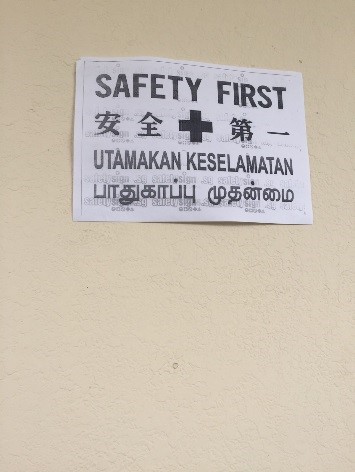 SAFETY FIRST
安全 第一
UTAMAKAN KESELAMATAN
பாதுகாப்பு முதன்மை